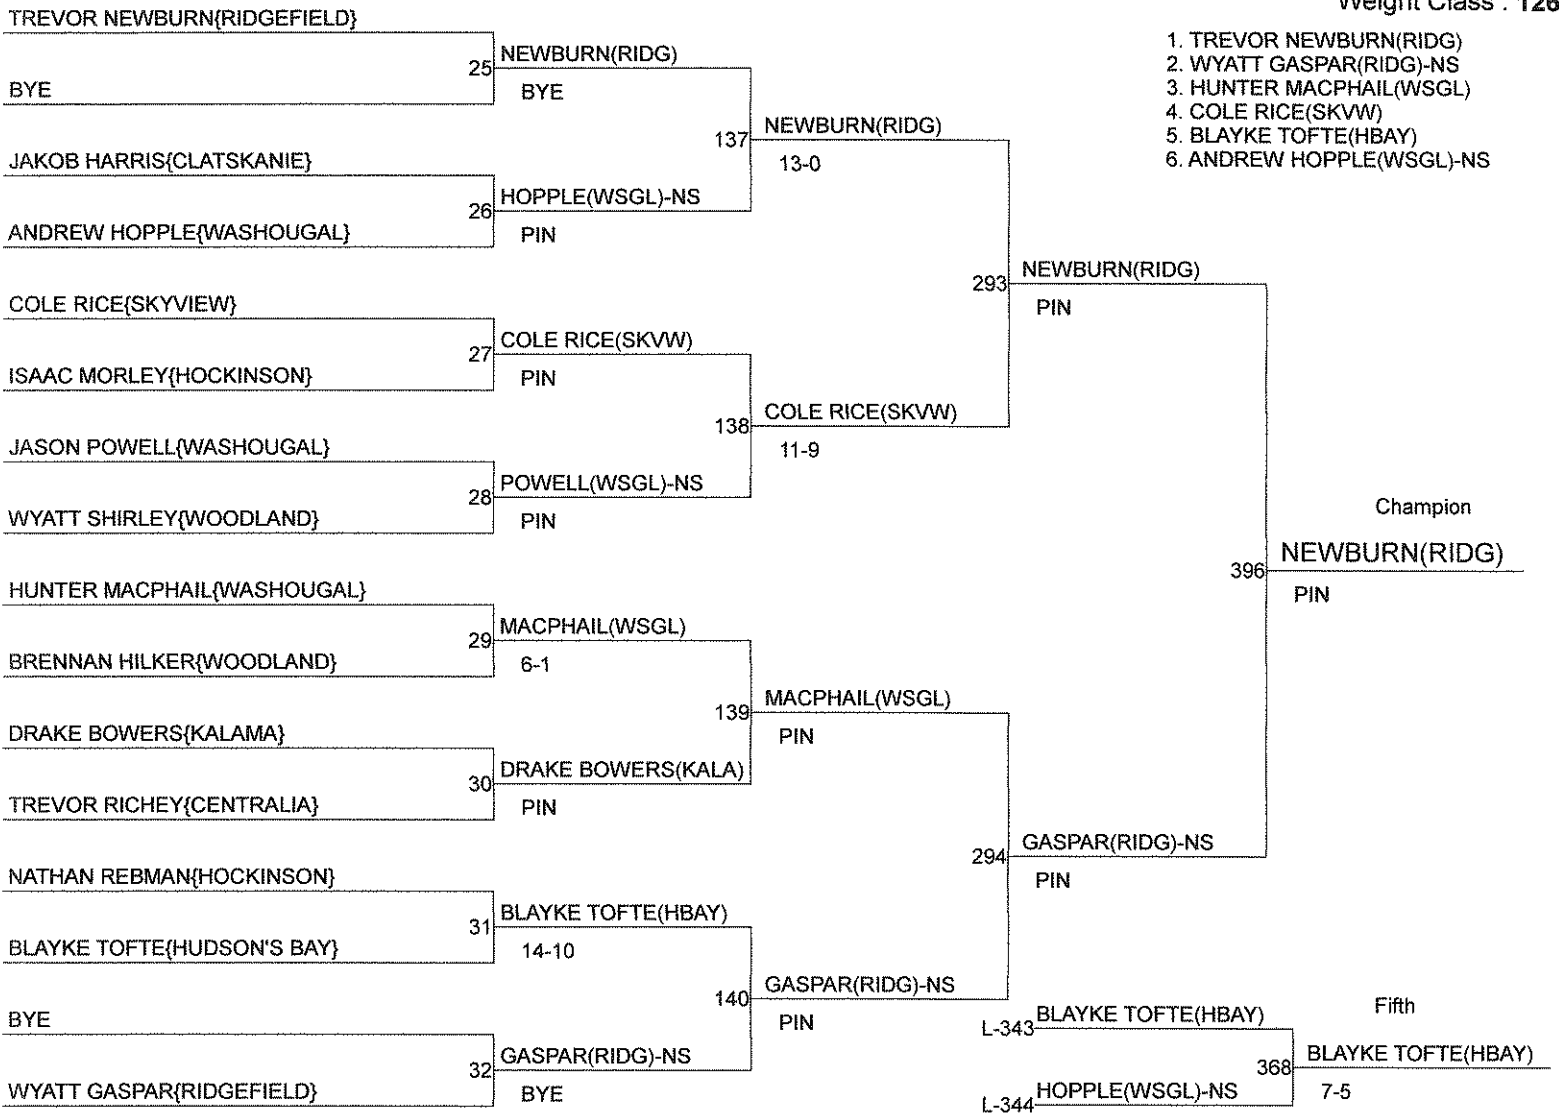 Weight Class : 126
1. TREVOR NEWBURN(RIDG)
2. WYATT GASPAR(RIDG)-NS
3. HUNTER MACPHAIL(WSGL)
4. COLE RICE(SKVW)
5. BLAYKE TOFTE(HBAY)
6. ANDREW HOPPLE(WSGL)-NS
TREVOR NEWBURN{RIDGEFIELD}
BYE
JAKOB HARRIS{CLATSKANIE}
ANDREW HOPPLE{WASHOUGAL}
COLE RICE{SKYVIEW}
ISAAC MORLEY{HOCKINSON}
JASON POWELL{WASHOUGAL}
WYATT SHIRLEY{WOODLAND}
HUNTER MACPHAIL{WASHOUGAL}
BRENNAN HILKER{WOODLAND}
DRAKE BOWERS{KALAMA}
TREVOR RICHEY{CENTRALIA}
NATHAN REBMAN{HOCKINSON}
BLAYKE TOFTE{HUDSON'S BAY}
BYE
WYATT GASPAR{RIDGEFIELD}
25 NEWBURN(RIDG)
BYE
26 HOPPLE(WSGL)-NS
PIN
27 COLE RICE(SKVW)
PIN
28 POWELL(WSGL)-NS
PIN
29 MACPHAIL(WSGL)
6-1
30 DRAKE BOWERS(KALA)
PIN
31 BLAYKE TOFTE(HBAY)
14-10
32 GASPAR(RIDG)-NS
BYE
137 NEWBURN(RIDG)
13-0
138 COLE RICE(SKVW)
11-9
139 MACPHAIL(WSGL)
PIN
140 GASPAR(RIDG)-NS
PIN
293 NEWBURN(RIDG)
PIN
294 GASPAR(RIDG)-NS
PIN
Champion
396 NEWBURN(RIDG)
PIN
Fifth
L-343 BLAYKE TOFTE(HBAY)
L-344 HOPPLE(WSGL)-NS
368 BLAYKE TOFTE(HBAY)
7-5